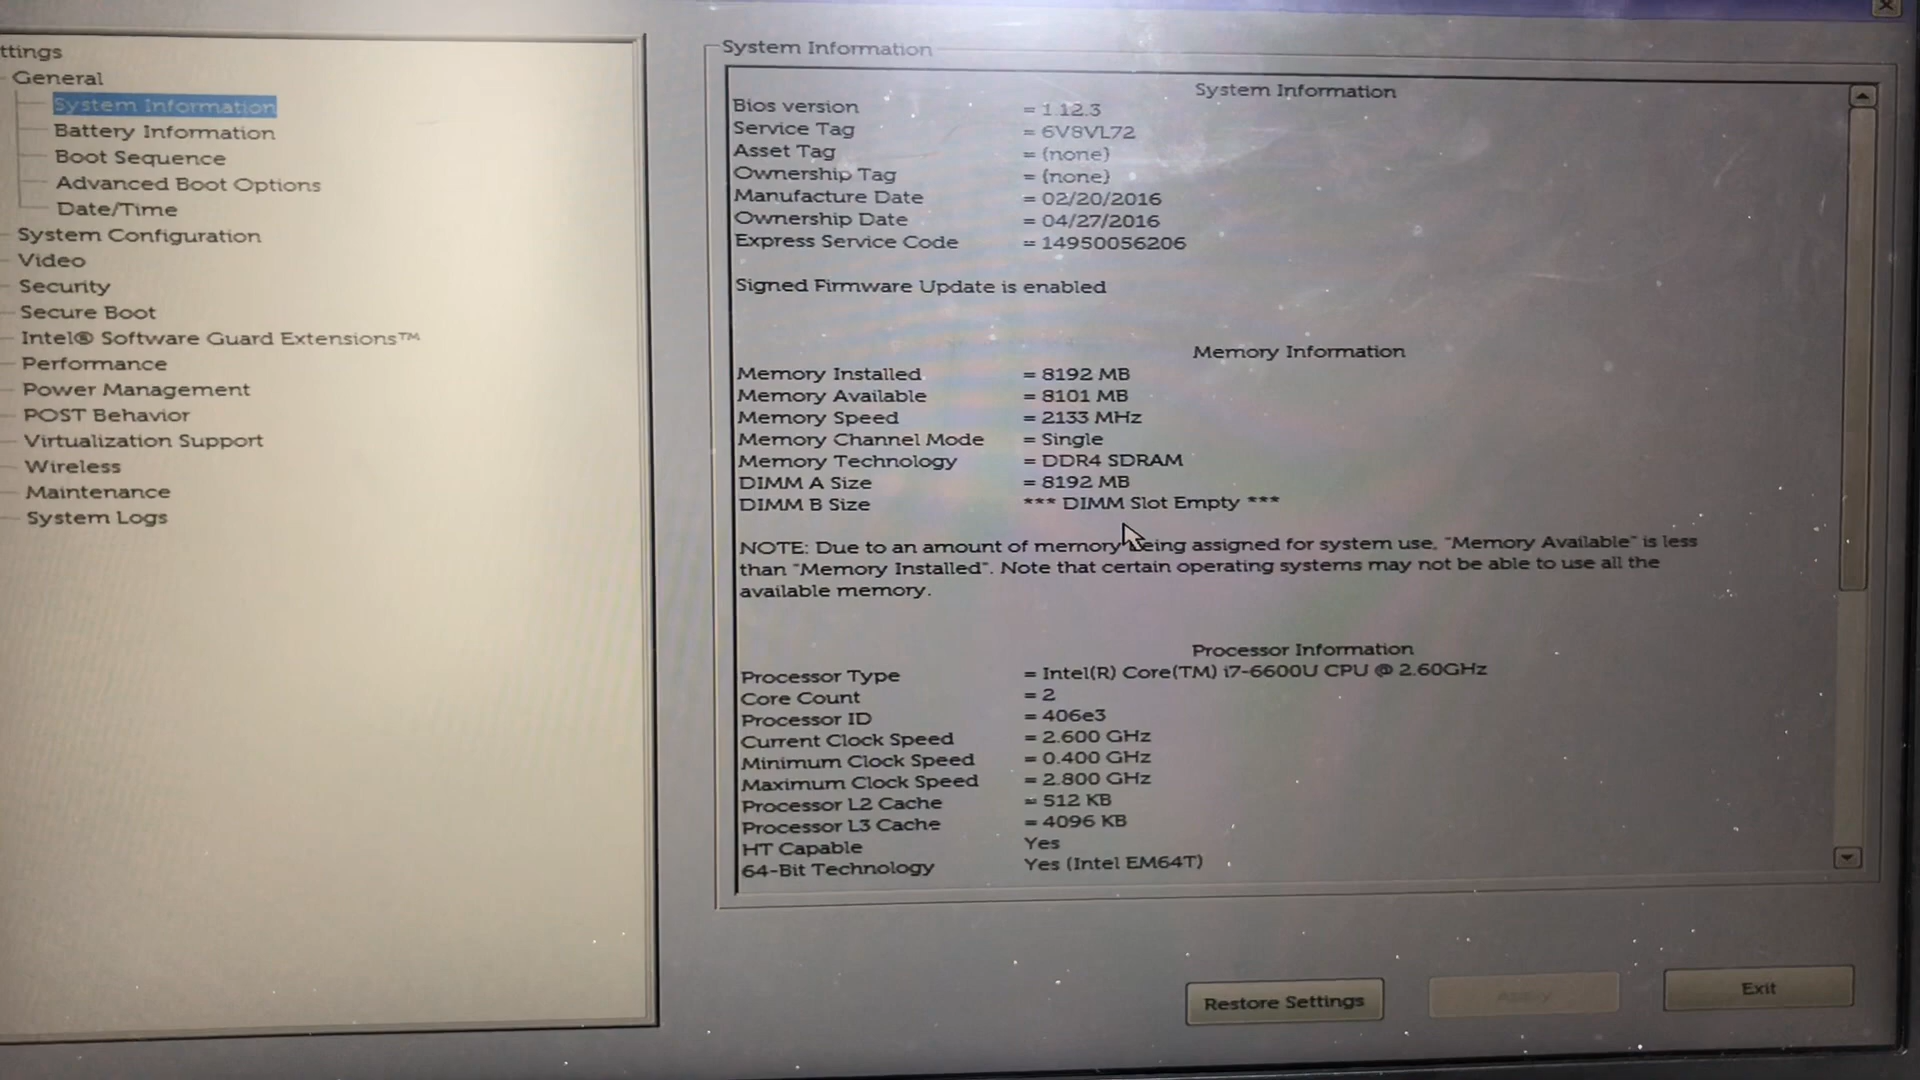 ttings
General
System Information
Battery Information
Boot Sequence
Advanced Boot Options
Date/Time
System Configuration
Video
Security
Secure Boot
Intel® Software Guard Extensions™
Performance
Power Management
POST Behavior
Virtualization Support
Wireless
Maintenance
System Logs
System Information
System Information
Bios version = 1.12.3
Service Tag = 6V8VL72
Asset Tag = (none)
Ownership Tag = (none)
Manufacture Date = 02/20/2016
Ownership Date = 04/27/2016
Express Service Code = 14950056206
Signed Firmware Update is enabled
Memory Information
Memory Installed = 8192 MB
Memory Available = 8101 MB
Memory Speed = 2133 MHz
Memory Channel Mode = Single
Memory Technology = DDR4 SDRAM
DIMM A Size = 8192 MB
DIMM B Size *** DIMM Slot Empty ***
NOTE: Due to an amount of memory being assigned for system use, "Memory Available" is less
than "Memory Installed". Note that certain operating systems may not be able to use all the
available memory.
Processor Information
Processor Type = Intel(R) Core(TM) i7-6600U CPU @ 2.60GHz
Core Count = 2
Processor ID = 406e3
Current Clock Speed = 2.600 GHz
Minimum Clock Speed = 0.400 GHz
Maximum Clock Speed = 2.800 GHz
Processor L2 Cache = 512 KB
Processor L3 Cache = 4096 KB
HT Capable Yes
64-Bit Technology Yes (Intel EM64T)
Restore Settings
Exit